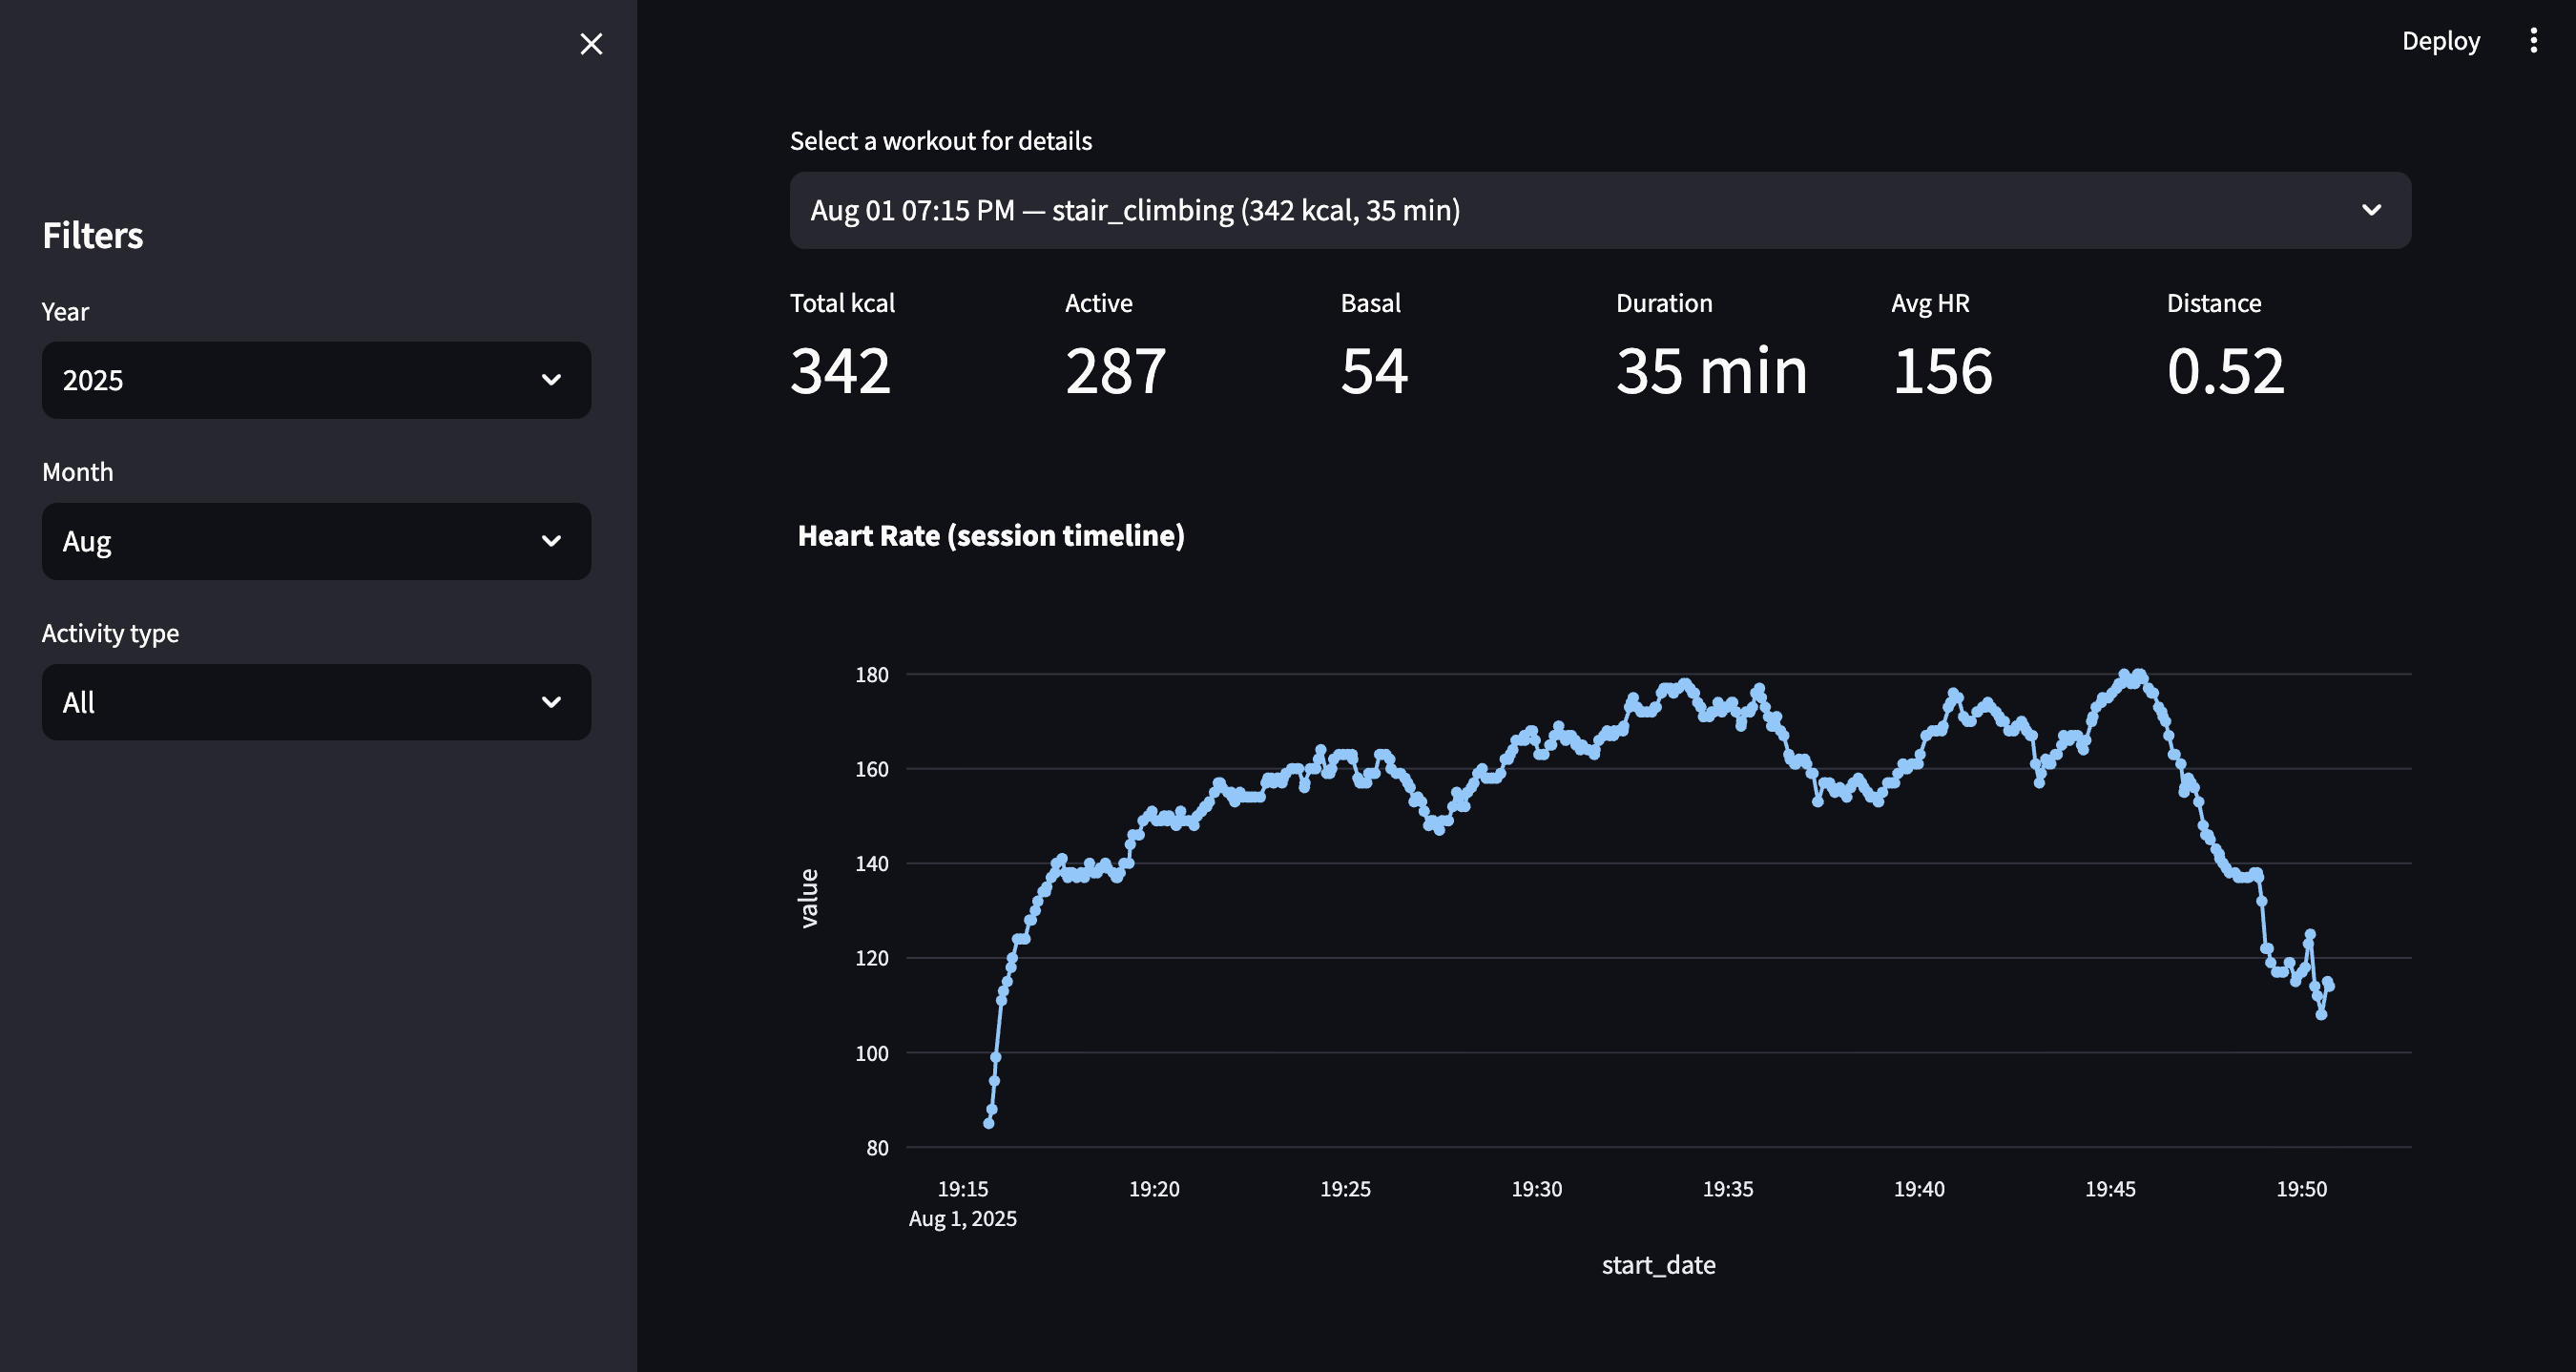 Deploy
Filters
Year
2025
Month
Aug
Activity type
All
Select a workout for details
Aug 01 07:15 PM — stair_climbing (342 kcal, 35 min)
Total kcal
342
Active
287
Basal
54
Duration
35 min
Avg HR
156
Distance
0.52
Heart Rate (session timeline)
value
180
160
140
120
100
80
19:15
Aug 1, 2025
19:20
19:25
19:30
19:35
19:40
19:45
19:50
start_date